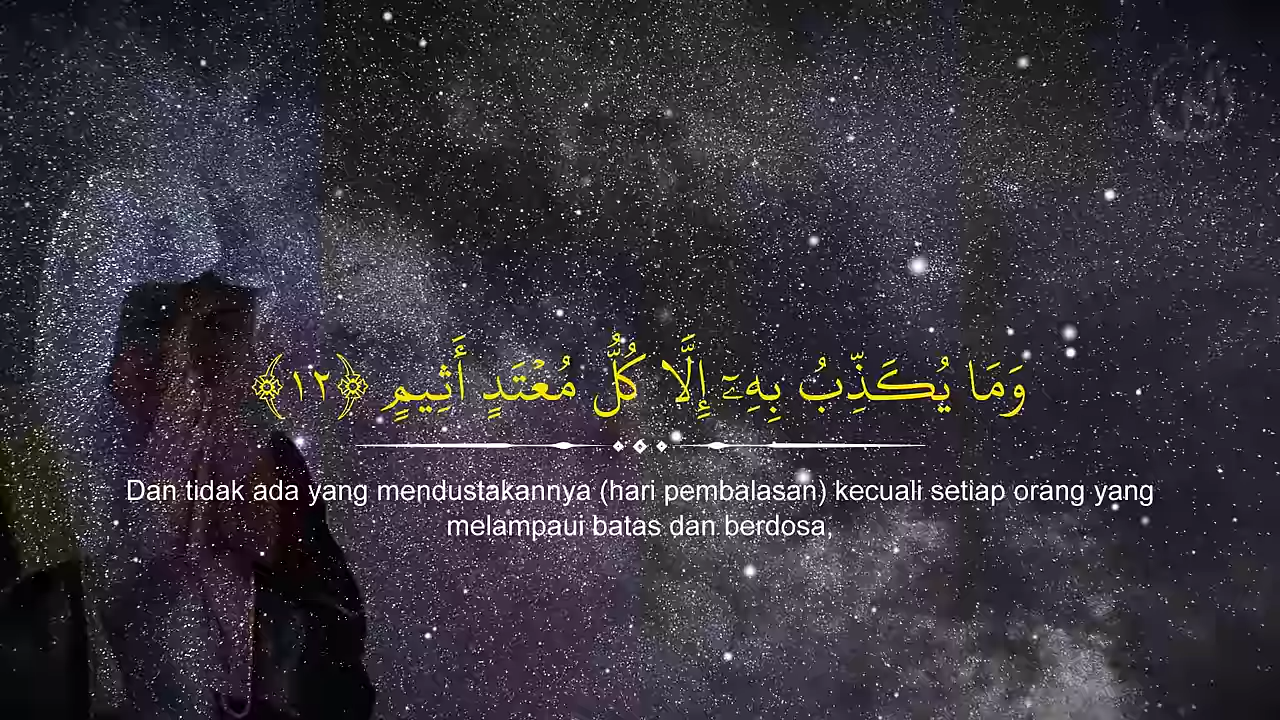 وَمَا يُكَذِّبُ بِهِۦٓ إِلَّا كُلُّ مُعْتَدٍ أَثِيمٍ ﴿١٢﴾
Dan tidak ada yang mendustakannya (hari pembalasan) kecuali setiap orang yang
melampaui batas dan berdosa,